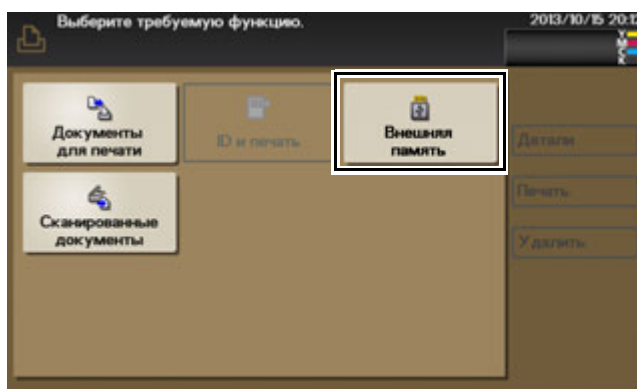 Выберите требуемую функцию.
2013/10/15 20:12
Y
M
C
K
Документы
для печати
ID и печать
Внешняя
память
Детали
Сканированные
документы
Печать
Удалить